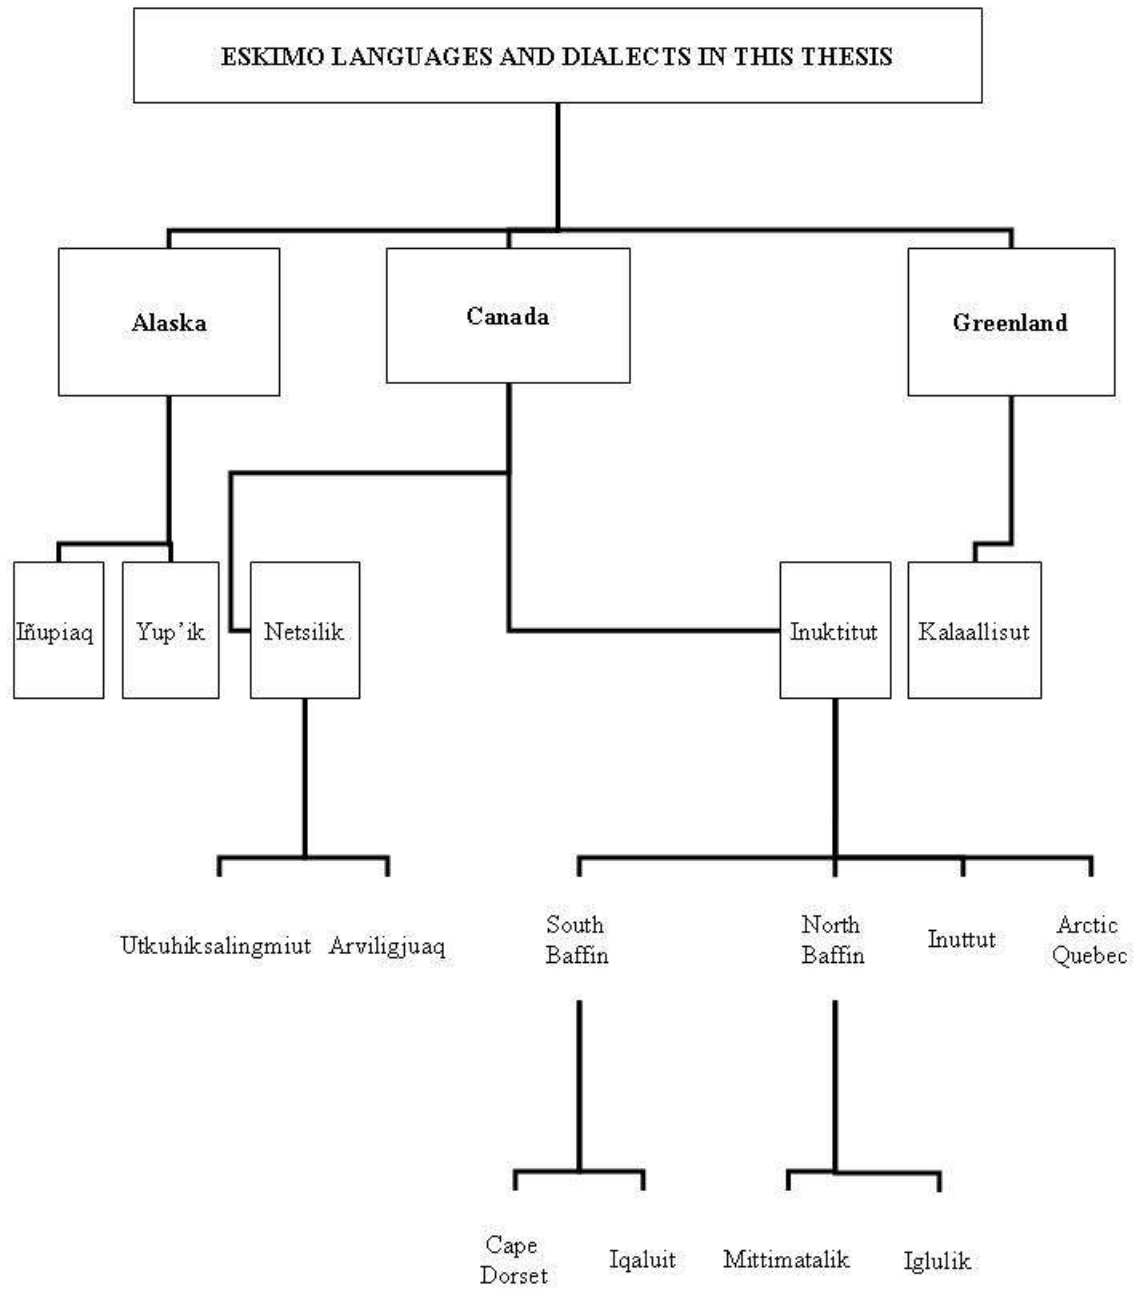 ESKIMO LANGUAGES AND DIALECTS IN THIS THESIS
Alaska
Canada
Greenland
Iñupiaq
Yup’ik
Netsilik
Inuktitut
Kalaallisut
Utkuhiksalingmiut
Arviligjuaq
South
Baffin
North
Baffin
Inuttut
Arctic
Quebec
Cape
Dorset
Iqaluit
Mittimatalik
Iglulik